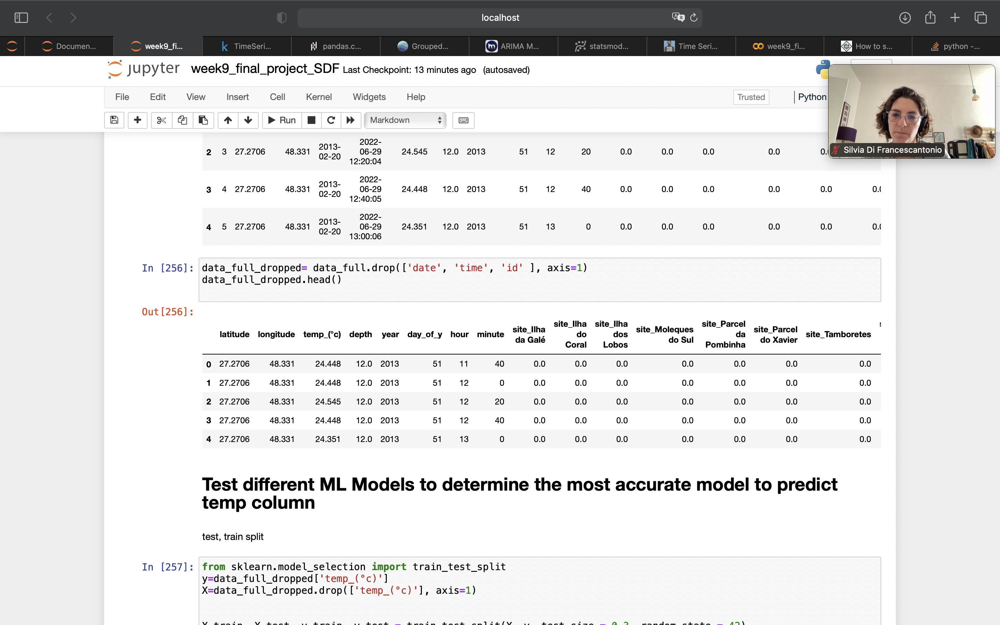 localhost
Documen...
week9_fi...
TimeSeri...
pandas.c...
Grouped...
ARIMA M...
statsmod...
Time Seri...
week9_fi...
How to s...
python -...
jupyter week9_final_project_SDF Last Checkpoint: 13 minutes ago (autosaved)
File Edit View Insert Cell Kernel Widgets Help Trusted Python
Run Markdown
Silvia Di Francescantonio
2 3 27.2706 48.331 2013-02-20 2022-06-29 12:20:04 24.545 12.0 2013 51 12 20 0.0 0.0 0.0 0.0 0.
3 4 27.2706 48.331 2013-02-20 2022-06-29 12:40:05 24.448 12.0 2013 51 12 40 0.0 0.0 0.0 0.0 0.0 0.0
4 5 27.2706 48.331 2013-02-20 2022-06-29 13:00:06 24.351 12.0 2013 51 13 0 0.0 0.0 0.0 0.0 0.0 0.0
In [256]: data_full_dropped= data_full.drop(['date', 'time', 'id' ], axis=1)
data_full_dropped.head()
Out[256]:
latitude longitude temp_(°c) depth year day_of_y hour minute site_Ilha da Galé site_Ilha do Coral site_Ilha dos Lobos site_Moleques do Sul site_Parcel da Pombinha site_Parcel do Xavier site_Tamboretes
0 27.2706 48.331 24.448 12.0 2013 51 11 40 0.0 0.0 0.0 0.0 0.0 0.0 0.0
1 27.2706 48.331 24.448 12.0 2013 51 12 0 0.0 0.0 0.0 0.0 0.0 0.0 0.0
2 27.2706 48.331 24.545 12.0 2013 51 12 20 0.0 0.0 0.0 0.0 0.0 0.0 0.0
3 27.2706 48.331 24.448 12.0 2013 51 12 40 0.0 0.0 0.0 0.0 0.0 0.0 0.0
4 27.2706 48.331 24.351 12.0 2013 51 13 0 0.0 0.0 0.0 0.0 0.0 0.0 0.0
Test different ML Models to determine the most accurate model to predict
temp column
test, train split
In [257]: from sklearn.model_selection import train_test_split
y=data_full_dropped['temp_(°c)']
X=data_full_dropped.drop(['temp_(°c)'], axis=1)
X_train, X_test, y_train, y_test = train_test_split(X, y, test_size = 0.3, random_state = 42)